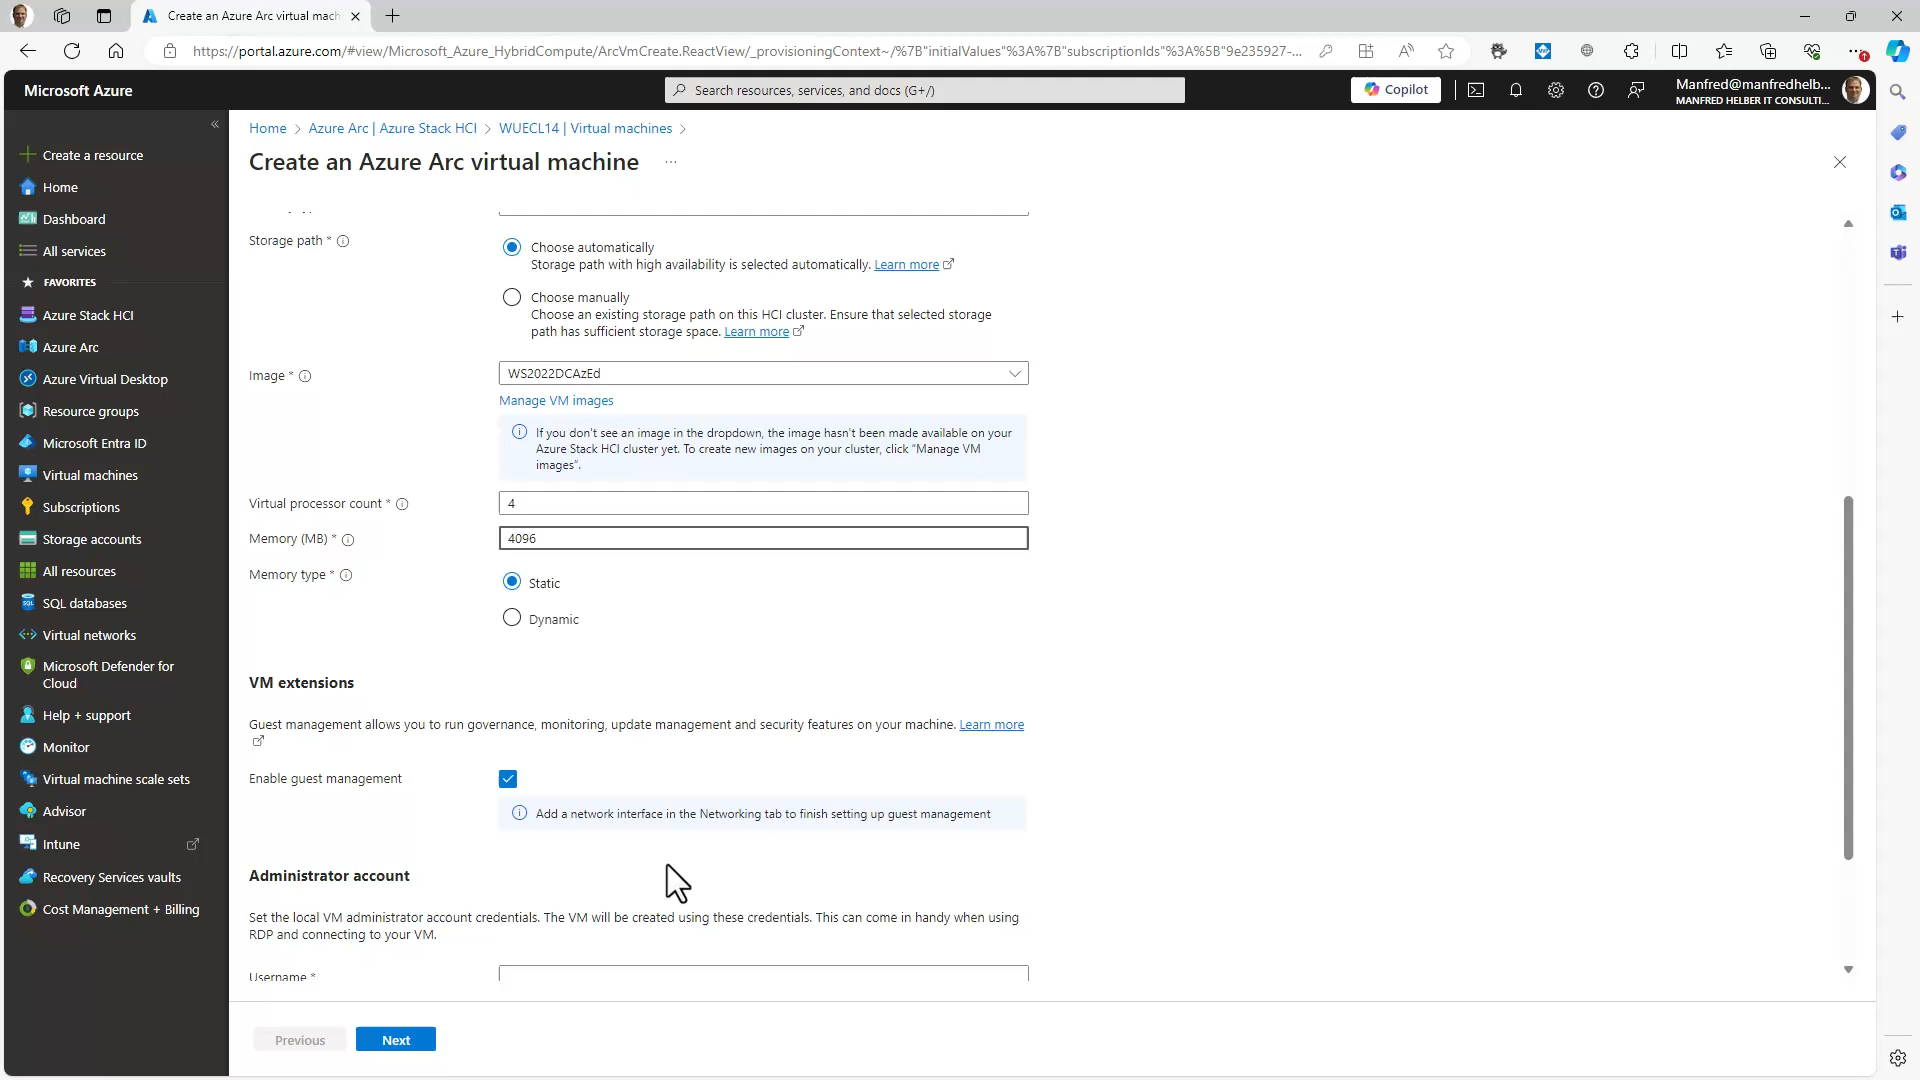 Create an Azure Arc virtual mach
https://portal.azure.com/#view/Microsoft_Azure_HybridCompute/ArcVmCreate.ReactView/_provisioningContext~/%7B"initialValues"%3A%7B"subscriptionIds"%3A%5B"9e235927-...
Microsoft Azure
Search resources, services, and docs (G+/)
Copilot
Manfred@manfredhelb...
MANFRED HELBER IT CONSULTI...
Create a resource
Home
Dashboard
All services
FAVORITES
Azure Stack HCI
Azure Arc
Azure Virtual Desktop
Resource groups
Microsoft Entra ID
Virtual machines
Subscriptions
Storage accounts
All resources
SQL databases
Virtual networks
Microsoft Defender for
Cloud
Help + support
Monitor
Virtual machine scale sets
Advisor
Intune
Recovery Services vaults
Cost Management + Billing
Home > Azure Arc | Azure Stack HCI > WUECL14 | Virtual machines >
Create an Azure Arc virtual machine ...
Storage path *
Choose automatically
Storage path with high availability is selected automatically. Learn more
Choose manually
Choose an existing storage path on this HCI cluster. Ensure that selected storage
path has sufficient storage space. Learn more
Image *
WS2022DCAzEd
Manage VM images
If you don't see an image in the dropdown, the image hasn't been made available on your
Azure Stack HCI cluster yet. To create new images on your cluster, click "Manage VM
images".
Virtual processor count *
4
Memory (MB) *
4096
Memory type *
Static
Dynamic
VM extensions
Guest management allows you to run governance, monitoring, update management and security features on your machine. Learn more
Enable guest management
Add a network interface in the Networking tab to finish setting up guest management
Administrator account
Set the local VM administrator account credentials. The VM will be created using these credentials. This can come in handy when using
RDP and connecting to your VM.
Username *
Previous
Next